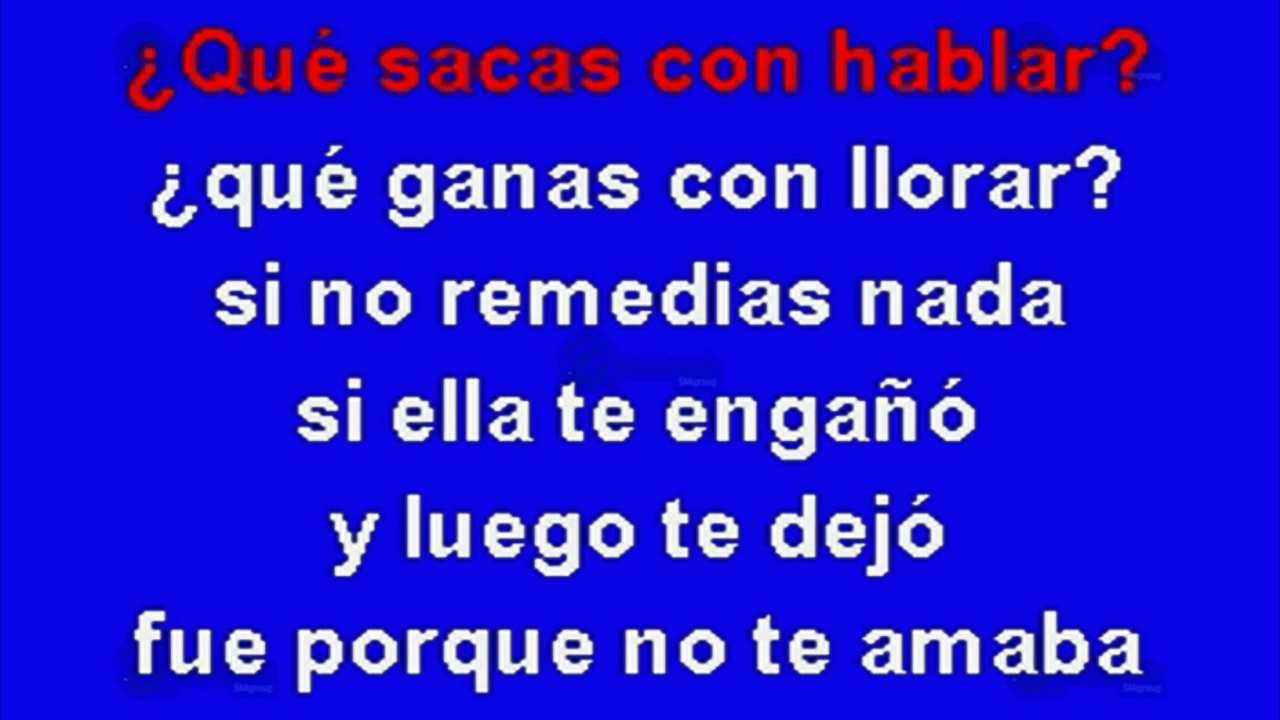 ¿Qué sacas con hablar?
¿qué ganas con llorar?
si no remedias nada
si ella te engañó
y luego te dejó
fue porque no te amaba